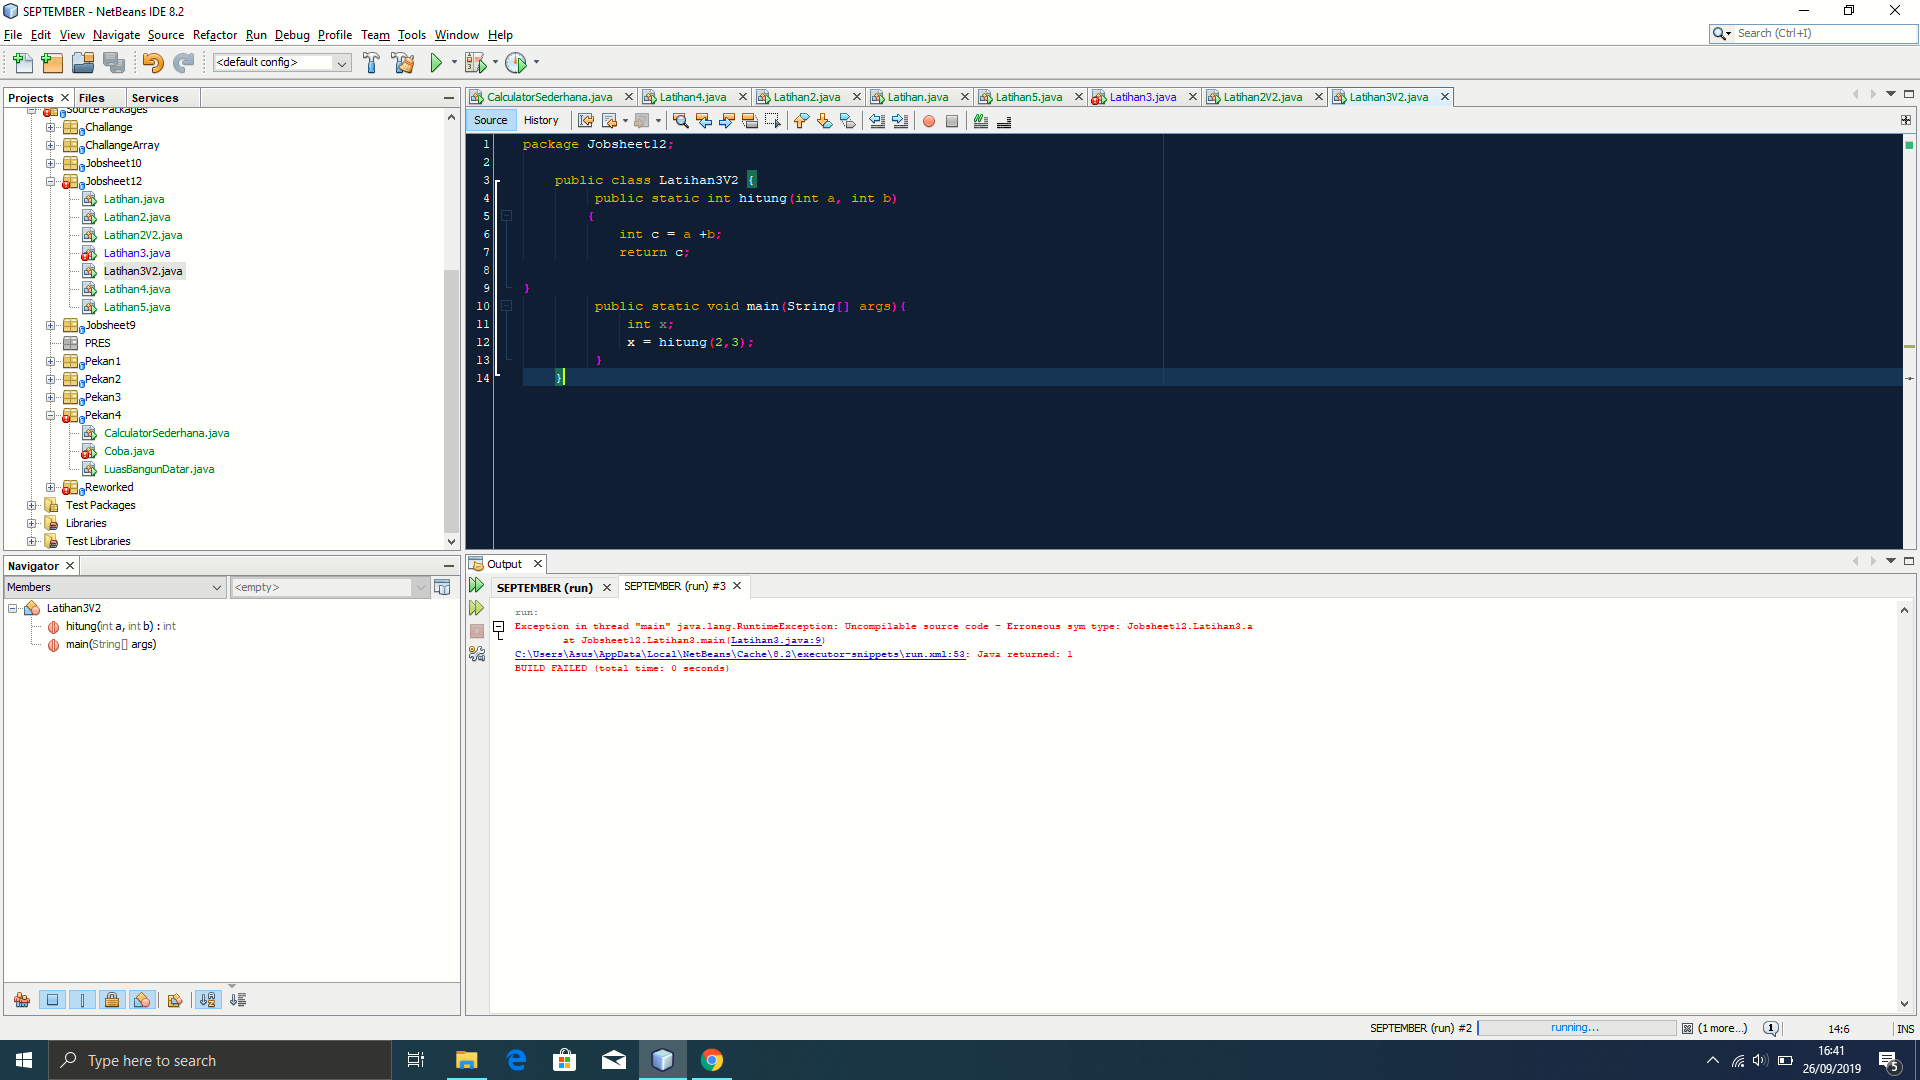 SEPTEMBER - NetBeans IDE 8.2
File Edit View Navigate Source Refactor Run Debug Profile Team Tools Window Help
Search (Ctrl+I)
<default config>
Projects Files Services
Source Packages
Challange
ChallangeArray
Jobsheet10
Jobsheet12
Latihan.java
Latihan2.java
Latihan2V2.java
Latihan3.java
Latihan3V2.java
Latihan4.java
Latihan5.java
Jobsheet9
PRES
Pekan1
Pekan2
Pekan3
Pekan4
CalculatorSederhana.java
Coba.java
LuasBangunDatar.java
Reworked
Test Packages
Libraries
Test Libraries
Navigator
Members
<empty>
Latihan3V2
hitung(int a, int b) : int
main(String[] args)
CalculatorSederhana.java Latihan4.java Latihan2.java Latihan.java Latihan5.java Latihan3.java Latihan2V2.java Latihan3V2.java
Source History
1 package Jobsheet12;
2
3 public class Latihan3V2 {
4 public static int hitung(int a, int b)
5 {
6 int c = a +b;
7 return c;
8
9 }
10 public static void main(String[] args){
11 int x;
12 x = hitung(2,3);
13 }
14 }
Output
SEPTEMBER (run) SEPTEMBER (run) #3
run:
Exception in thread "main" java.lang.RuntimeException: Uncompilable source code - Erroneous sym type: Jobsheet12.Latihan3.a
at Jobsheet12.Latihan3.main(Latihan3.java:9)
C:\Users\Asus\AppData\Local\NetBeans\Cache\8.2\executor-snippets\run.xml:53: Java returned: 1
BUILD FAILED (total time: 0 seconds)
SEPTEMBER (run) #2 running... (1 more...) 1 14:6 INS
Type here to search
16:41
26/09/2019
5